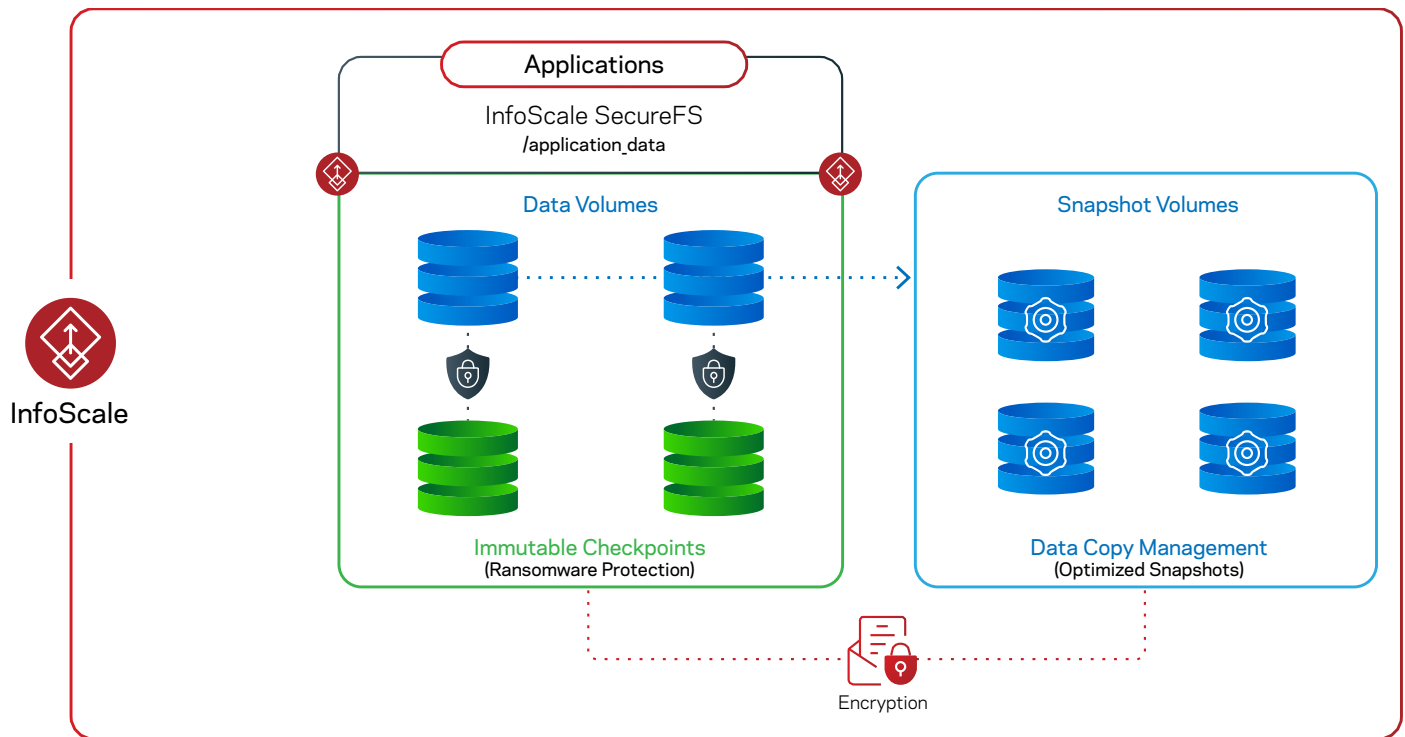 Applications
InfoScale SecureFS
/application_data
Data Volumes
Snapshot Volumes
InfoScale
Immutable Checkpoints
(Ransomware Protection)
Data Copy Management
(Optimized Snapshots)
Encryption